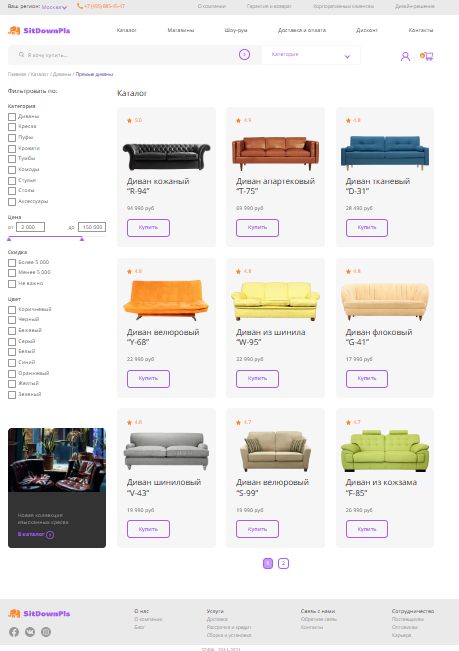 Ваш регион: Москва
+7 (495) 885-45-47
О компании
Гарантия и возврат
Корпоративным клиентам
Дизайн-решение
SitDownPls
Каталог
Магазины
Шоу-рум
Доставка и оплата
Дисконт
Контакты
Я хочу купить...
Категория
Главная / Каталог / Диваны / Прямые диваны
Фильтровать по:
Категория
Диваны
Кресла
Пуфы
Кровати
Тумбы
Комоды
Стулья
Столы
Аксессуары
Цена
от 2 000 до 150 000
Скидка
Более 5 000
Менее 5 000
Не важно
Цвет
Коричневый
Черный
Бежевый
Серый
Белый
Синий
Оранжевый
Желтый
Зеленый
Новая коллекция
изысканных кресел
В каталог
Каталог
5,0
Диван кожаный
"R-94"
94 990 руб
Купить
4.9
Диван апартековый
"T-75"
69 990 руб
Купить
4.8
Диван тканевый
"D-31"
28 490 руб
Купить
4.8
Диван велюровый
"Y-68"
22 990 руб
Купить
4.8
Диван из шинила
"W-95"
22 990 руб
Купить
4.8
Диван флоковый
"G-41"
17 990 руб
Купить
4.8
Диван шиниловый
"V-43"
19 990 руб
Купить
4.7
Диван велюровый
"S-99"
19 990 руб
Купить
4.7
Диван из кожзама
"F-85"
26 990 руб
Купить
1
2
SitDownPls
О нас
О компании
Блог
Услуги
Доставка
Рассрочка и кредит
Сборка и установка
Связь с нами
Обратная связь
Контакты
Сотрудничество
Поставщикам
Оптовикам
Карьера